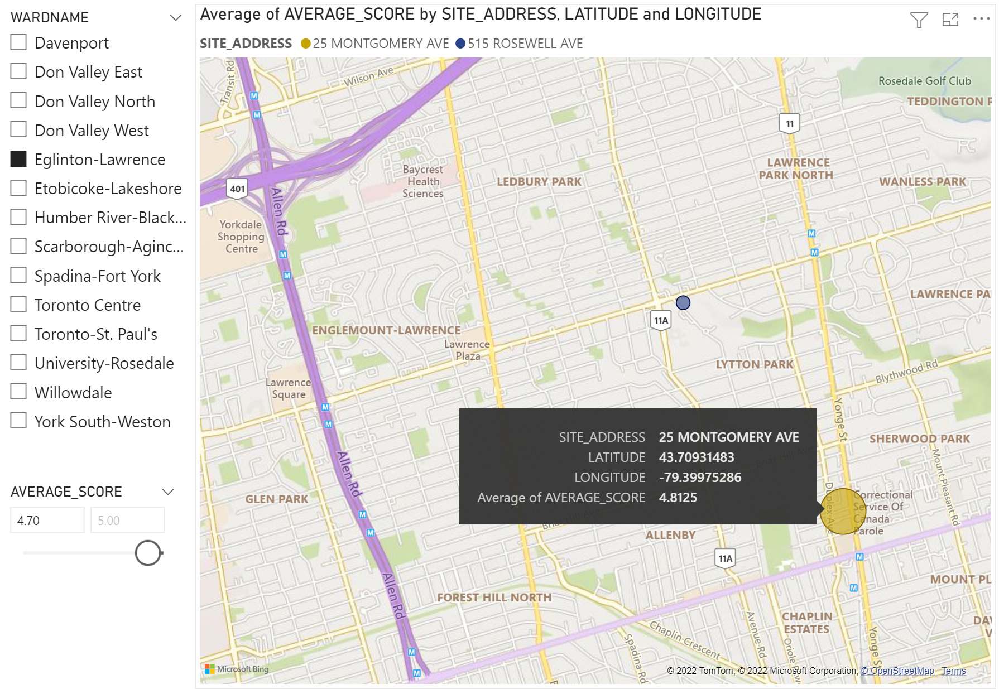 WARDNAME
Davenport
Don Valley East
Don Valley North
Don Valley West
Eglinton-Lawrence
Etobicoke-Lakeshore
Humber River-Black...
Scarborough-Aginc...
Spadina-Fort York
Toronto Centre
Toronto-St. Paul's
University-Rosedale
Willowdale
York South-Weston
AVERAGE_SCORE
4.70
5.00
Average of AVERAGE_SCORE by SITE_ADDRESS, LATITUDE and LONGITUDE
SITE_ADDRESS 25 MONTGOMERY AVE 515 ROSEWELL AVE
Transit Rd
Wilson Ave
Rosedale Golf Club
TEDDINGTON P
M
M
11
Baycrest
Health
Sciences
LEDBURY PARK
LAWRENCE
PARK NORTH
WANLESS PARK
401
Allen Rd
Yorkdale
Shopping
Centre
M
M
M
M
LAWRENCE PA
11A
ENGLEMOUNT-LAWRENCE
Lawrence
Plaza
LYTTON PARK
Blythwood Rd
Lawrence
Square
M
M
Yonge St
SITE_ADDRESS 25 MONTGOMERY AVE
LATITUDE 43.70931483
LONGITUDE -79.39975286
Average of AVERAGE_SCORE 4.8125
Briar Hill Ave
SHERWOOD PARK
Mount Pleasant Rd
Allen Rd
GLEN PARK
Duplex Ave
Correctional
Service Of
Canada
Parole
M
M
Briar Hill Ave
ALLENBY
11A
M
M
MOUNT PL
Allen Rd
FOREST HILL NORTH
CHAPLIN
ESTATES
DAV
V
Chaplin Crescent
Avenue Rd
Spadina Rd
Oriole
Yonge St
M
M
Microsoft Bing
© 2022 TomTom, © 2022 Microsoft Corporation, © OpenStreetMap Terms